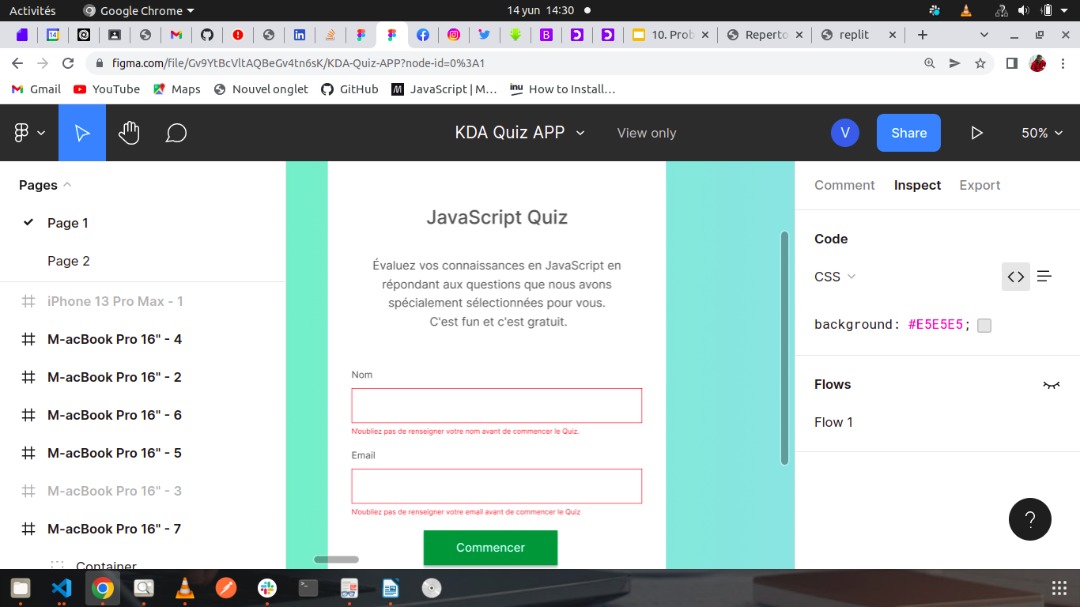 Activités
Google Chrome
14 yun 14:30
10. Prob
Reperto
replit
figma.com/file/Gv9YtBcVltAQBeGv4tn6sK/KDA-Quiz-APP?node-id=0%3A1
Gmail
YouTube
Maps
Nouvel onglet
GitHub
JavaScript | M...
inu How to Install...
KDA Quiz APP
View only
V
Share
50%
Pages
Page 1
Page 2
iPhone 13 Pro Max - 1
M-acBook Pro 16" - 4
M-acBook Pro 16" - 2
M-acBook Pro 16" - 6
M-acBook Pro 16" - 5
M-acBook Pro 16" - 3
M-acBook Pro 16" - 7
Container
JavaScript Quiz
Évaluez vos connaissances en JavaScript en
répondant aux questions que nous avons
spécialement sélectionnées pour vous.
C'est fun et c'est gratuit.
Nom
N'oubliez pas de renseigner votre nom avant de commencer le Quiz.
Email
N'oubliez pas de renseigner votre email avant de commencer le Quiz
Commencer
Comment
Inspect
Export
Code
CSS
background: #E5E5E5;
Flows
Flow 1
?